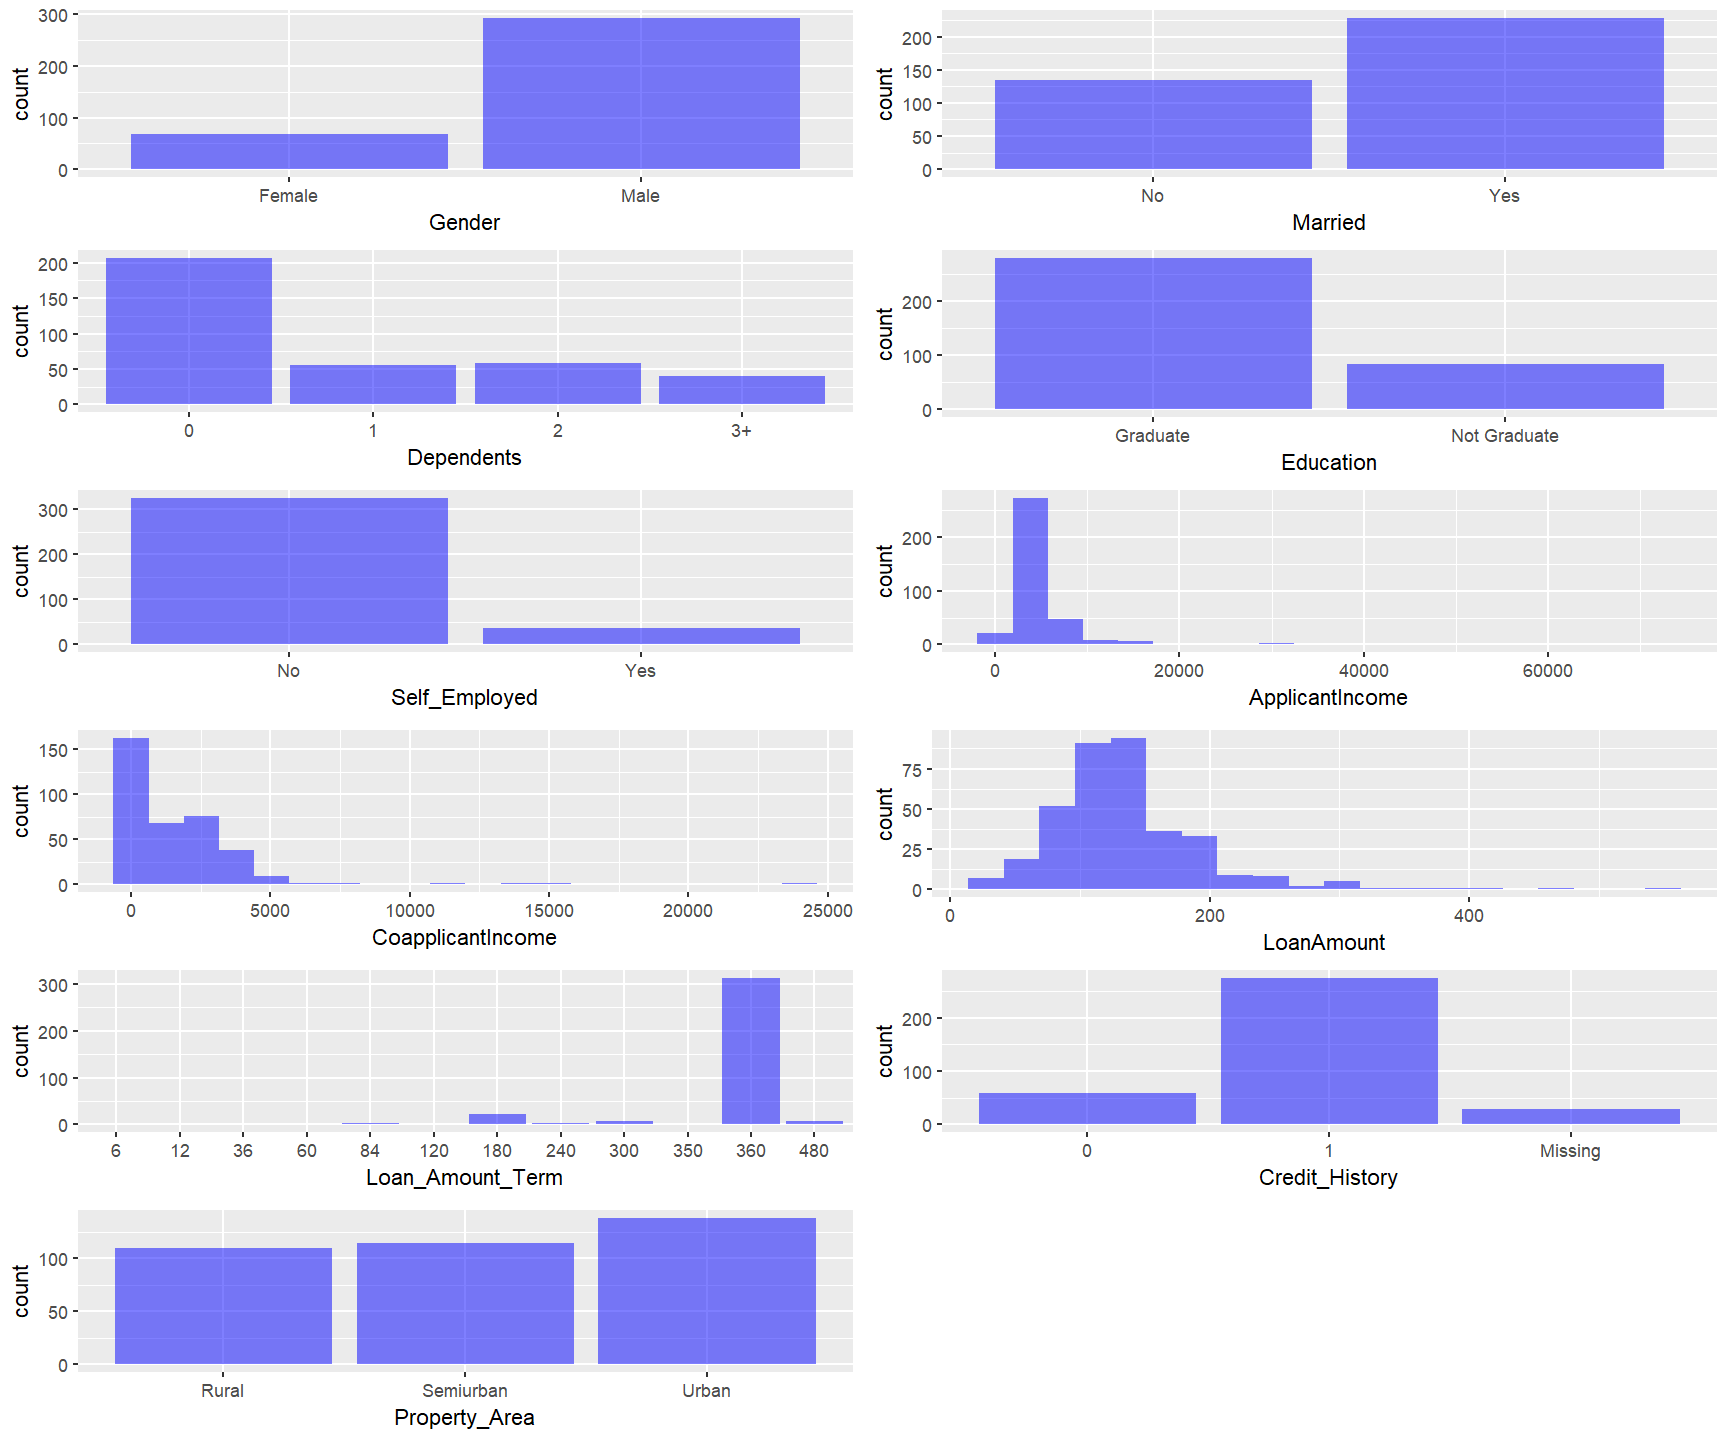 300
200
100
0
count
Female Male
Gender
200
150
100
50
0
count
No Yes
Married
200
150
100
50
0
count
0 1 2 3+
Dependents
200
100
0
count
Graduate Not Graduate
Education
300
200
100
0
count
No Yes
Self_Employed
200
100
0
count
0 20000 40000 60000
ApplicantIncome
150
100
50
0
count
0 5000 10000 15000 20000 25000
CoapplicantIncome
75
50
25
0
count
0 200 400
LoanAmount
300
200
100
0
count
6 12 36 60 84 120 180 240 300 350 360 480
Loan_Amount_Term
200
100
0
count
0 1 Missing
Credit_History
100
50
0
count
Rural Semiurban Urban
Property_Area